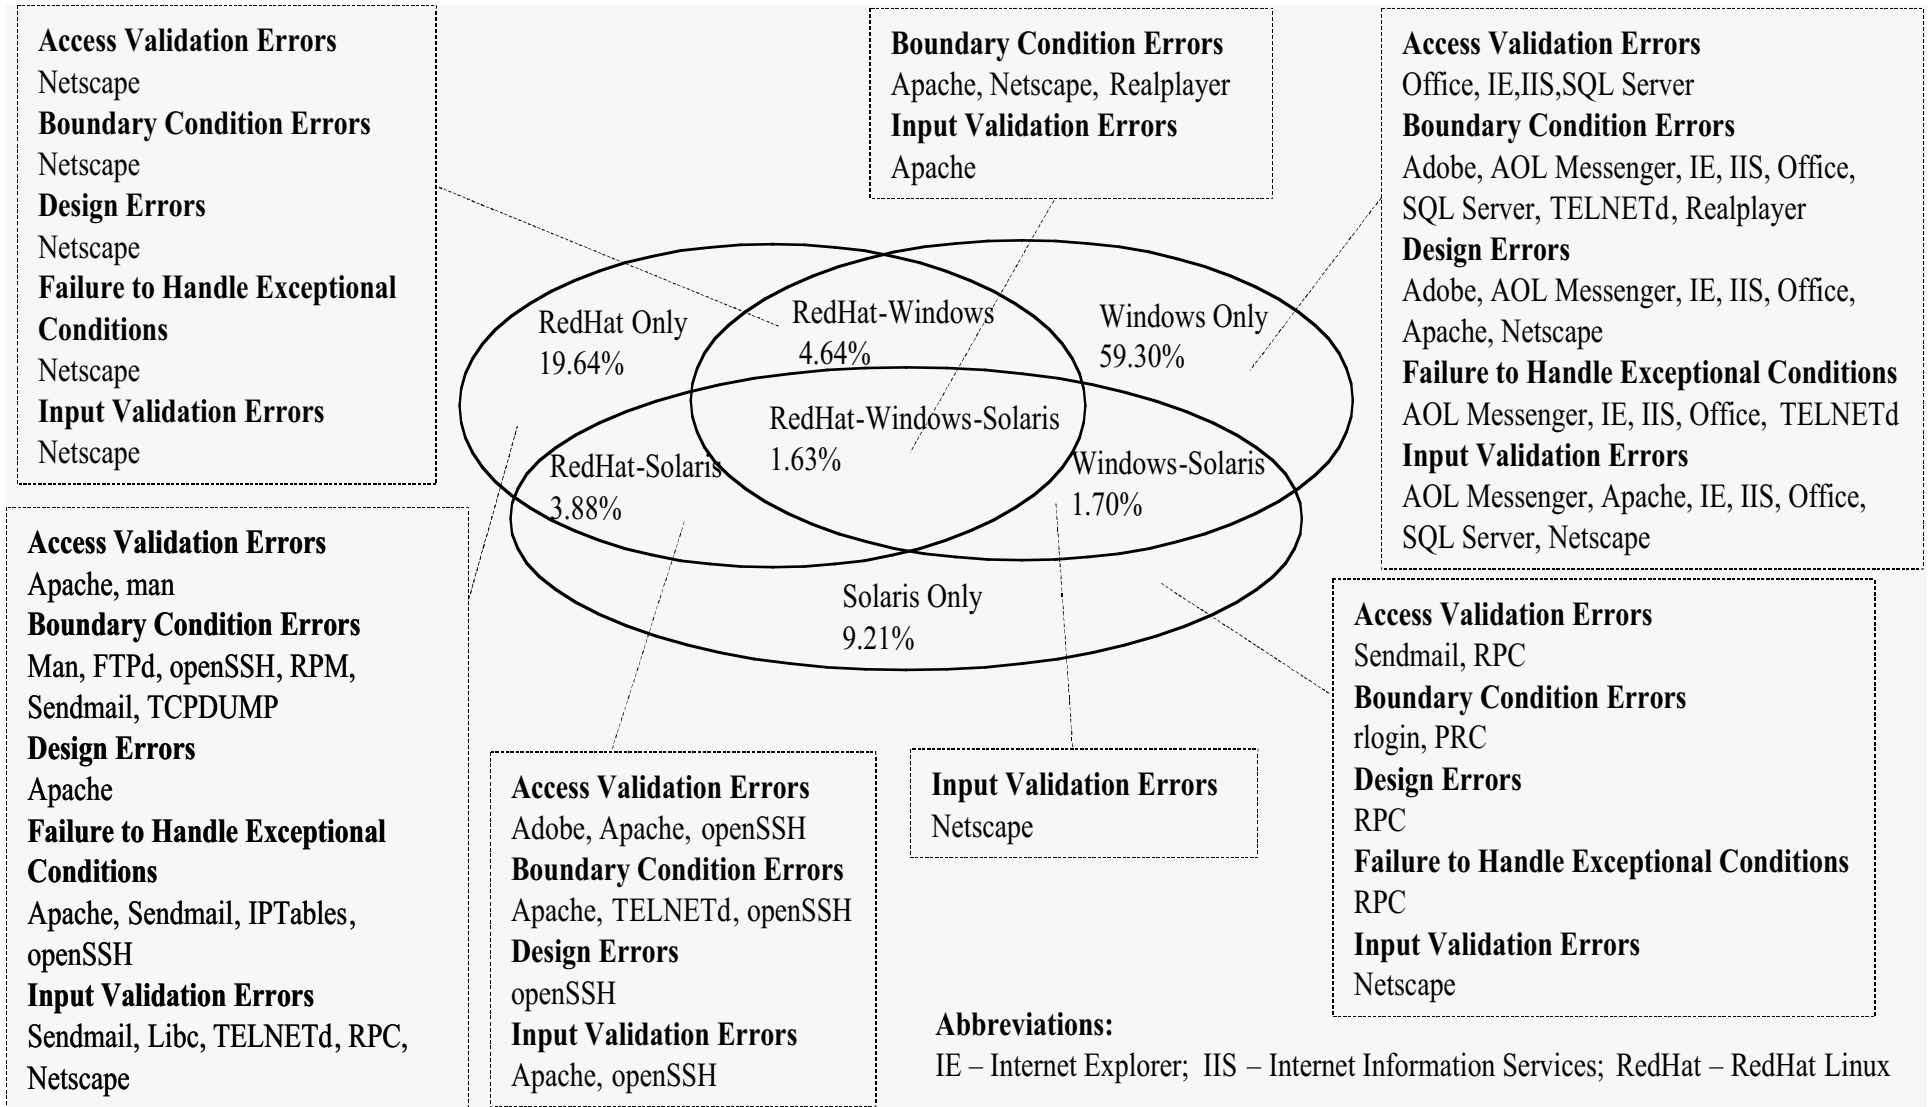 Access Validation Errors
Netscape
Boundary Condition Errors
Netscape
Design Errors
Netscape
Failure to Handle Exceptional
Conditions
Netscape
Input Validation Errors
Netscape
Boundary Condition Errors
Apache, Netscape, Realplayer
Input Validation Errors
Apache
Access Validation Errors
Office, IE,IIS,SQL Server
Boundary Condition Errors
Adobe, AOL Messenger, IE, IIS, Office,
SQL Server, TELNETd, Realplayer
Design Errors
Adobe, AOL Messenger, IE, IIS, Office,
Apache, Netscape
Failure to Handle Exceptional Conditions
AOL Messenger, IE, IIS, Office, TELNETd
Input Validation Errors
AOL Messenger, Apache, IE, IIS, Office,
SQL Server, Netscape
RedHat Only
19.64%
RedHat-Windows
4.64%
Windows Only
59.30%
RedHat-Windows-Solaris
1.63%
RedHat-Solaris
3.88%
Windows-Solaris
1.70%
Solaris Only
9.21%
Access Validation Errors
Apache, man
Boundary Condition Errors
Man, FTPd, openSSH, RPM,
Sendmail, TCPDUMP
Design Errors
Apache
Failure to Handle Exceptional
Conditions
Apache, Sendmail, IPTables,
openSSH
Input Validation Errors
Sendmail, Libc, TELNETd, RPC,
Netscape
Access Validation Errors
Adobe, Apache, openSSH
Boundary Condition Errors
Apache, TELNETd, openSSH
Design Errors
openSSH
Input Validation Errors
Apache, openSSH
Input Validation Errors
Netscape
Access Validation Errors
Sendmail, RPC
Boundary Condition Errors
rlogin, PRC
Design Errors
RPC
Failure to Handle Exceptional Conditions
RPC
Input Validation Errors
Netscape
Abbreviations:
IE – Internet Explorer; IIS – Internet Information Services; RedHat – RedHat Linux